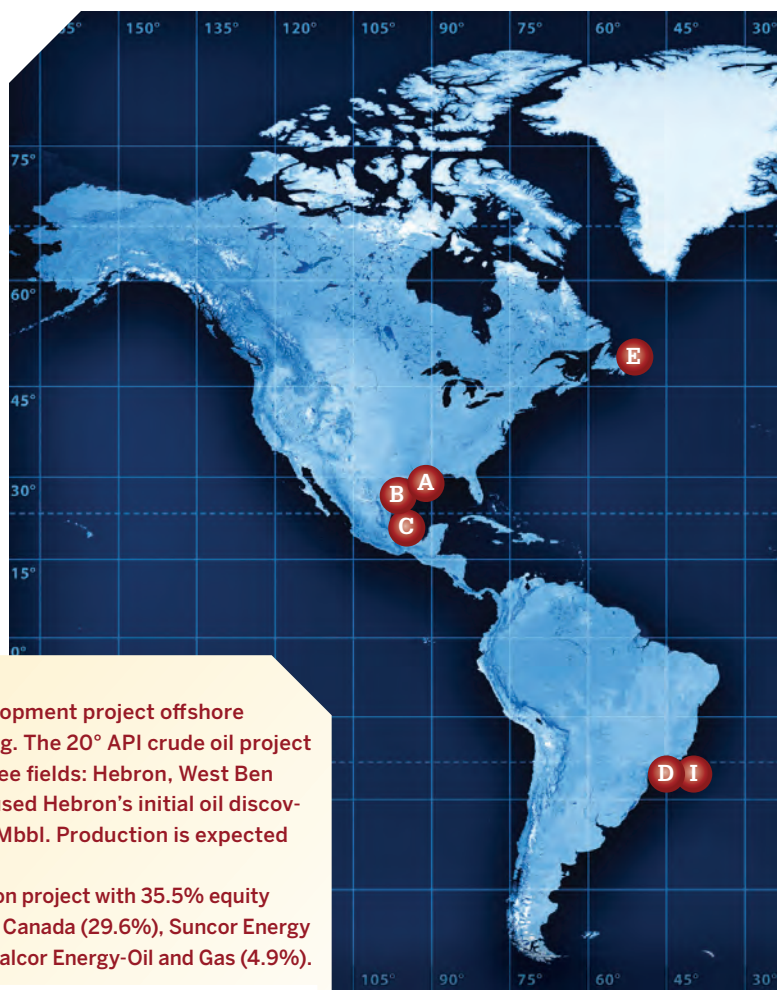 150° 135° 120° 105° 90° 75° 60° 45° 30°
75°
60°
E
45°
30°
A
B
C
15°
0°
opment project offshore
g. The 20° API crude oil project
ee fields: Hebron, West Ben
D I
used Hebron's initial oil discov-
Mbbl. Production is expected
on project with 35.5% equity
Canada (29.6%), Suncor Energy
alcor Energy-Oil and Gas (4.9%).
105° 90° 75° 60° 45° 30°